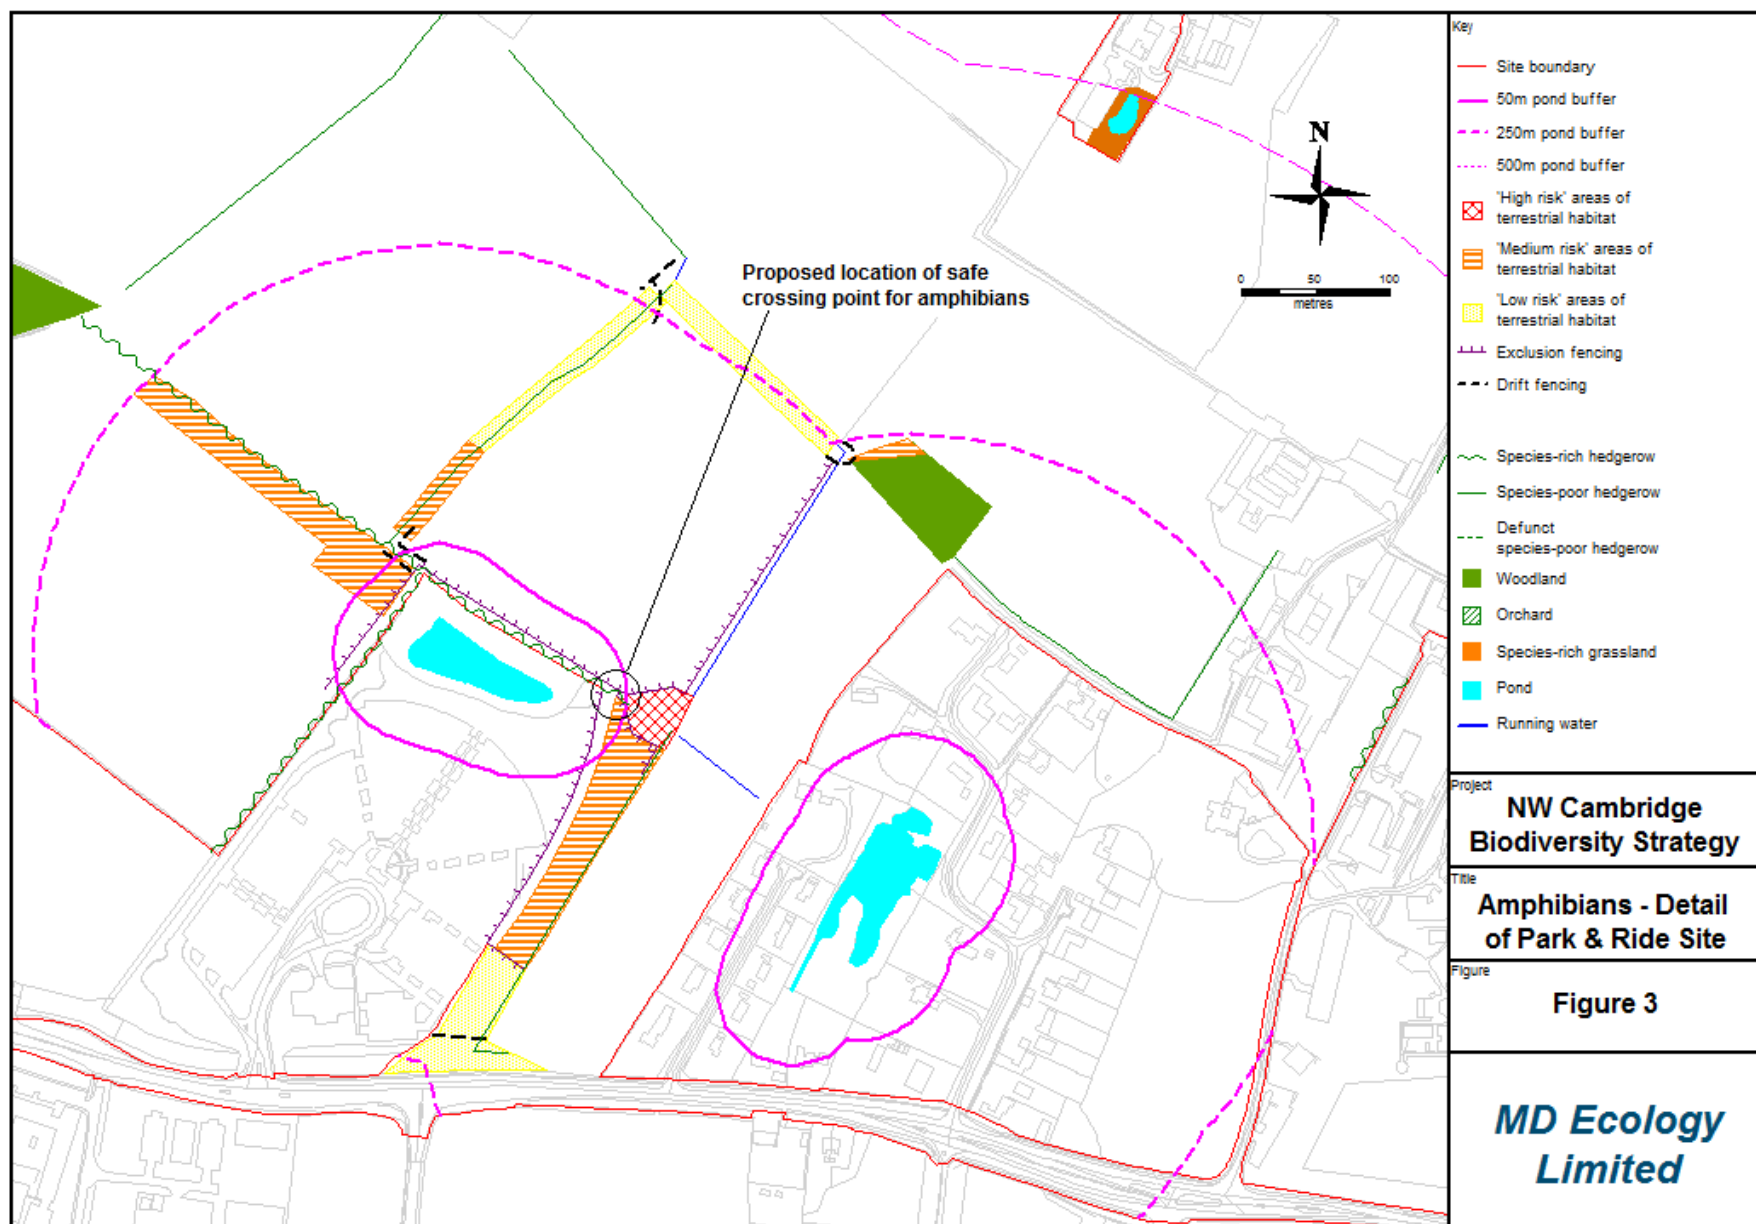 Proposed location of safe
crossing point for amphibians
N
0 50 100
metres
Key
Site boundary
50m pond buffer
250m pond buffer
500m pond buffer
'High risk' areas of
terrestrial habitat
'Medium risk' areas of
terrestrial habitat
'Low risk' areas of
terrestrial habitat
Exclusion fencing
Drift fencing
Species-rich hedgerow
Species-poor hedgerow
Defunct
species-poor hedgerow
Woodland
Orchard
Species-rich grassland
Pond
Running water
Project
NW Cambridge
Biodiversity Strategy
Title
Amphibians - Detail
of Park & Ride Site
Figure
Figure 3
MD Ecology
Limited